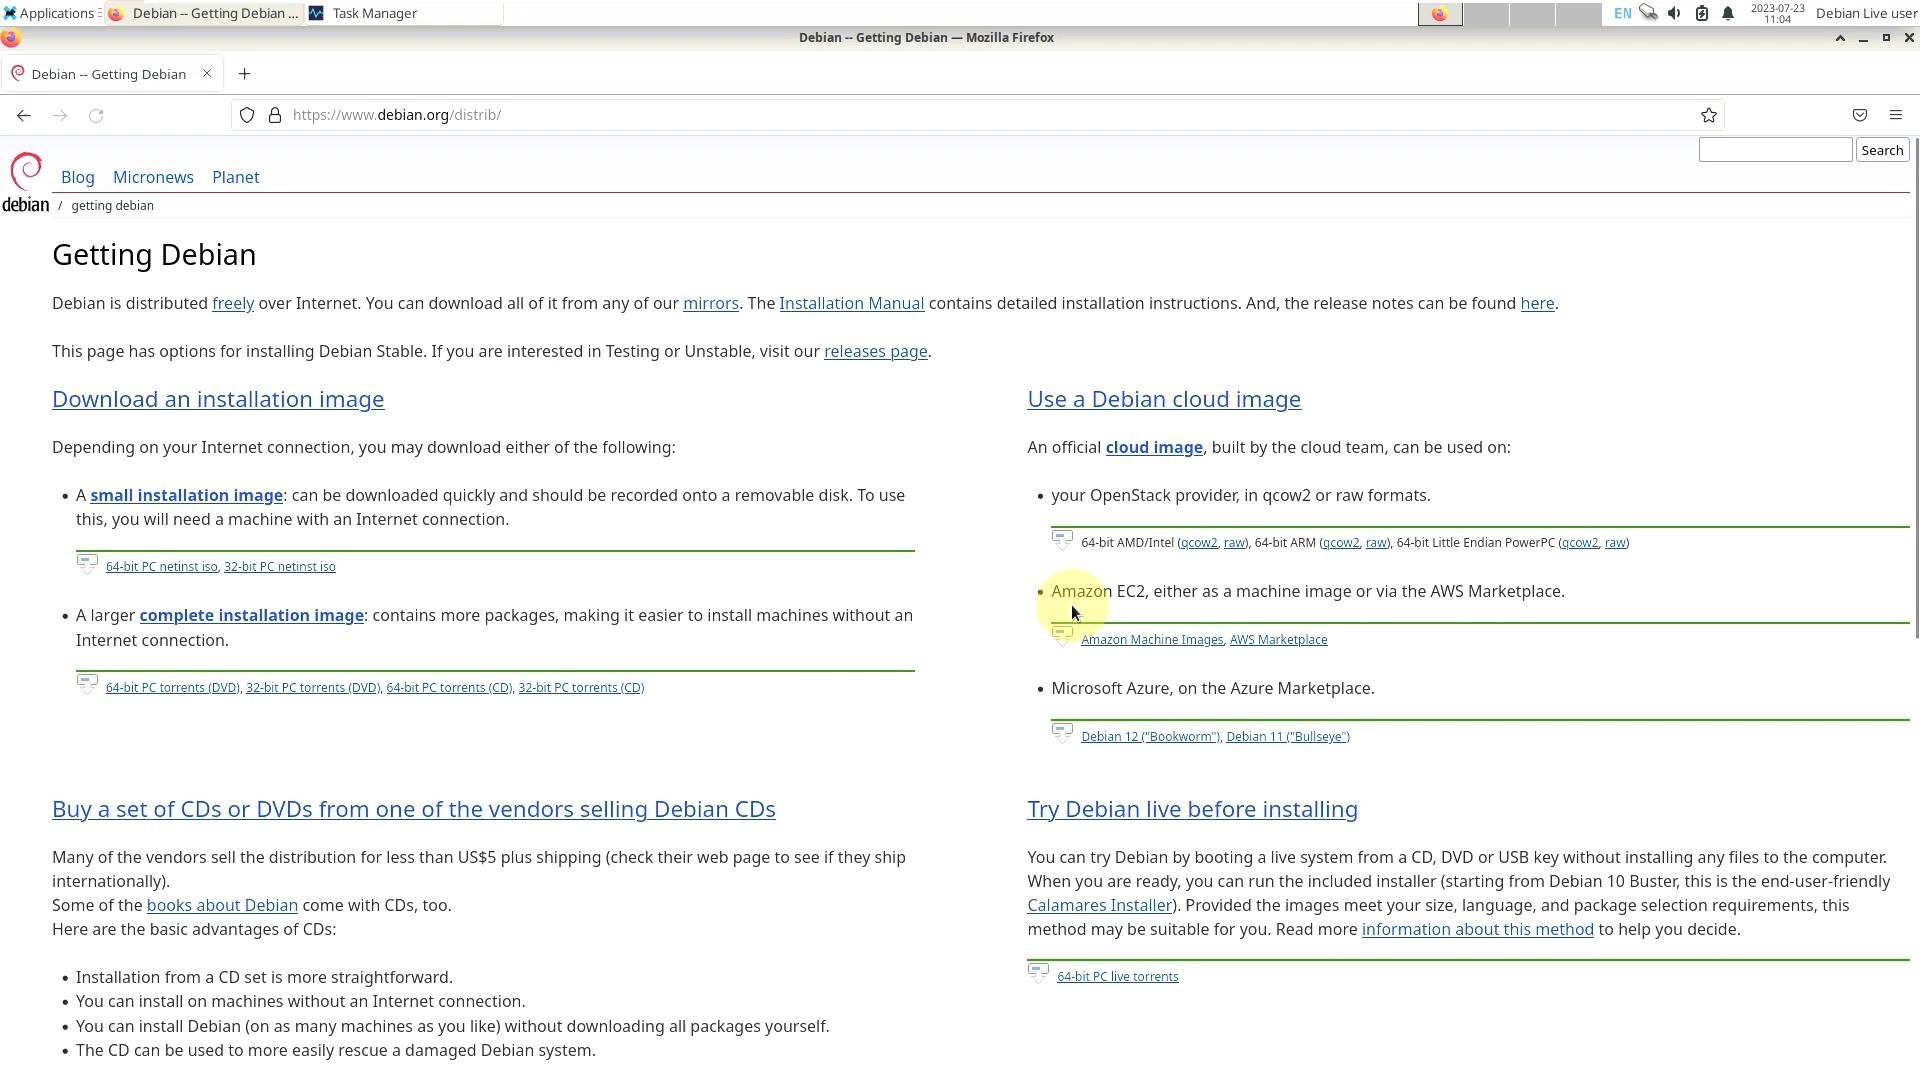 Applications
Debian -- Getting Debian ...
Task Manager
EN
2023-07-23
11:04
Debian Live user
Debian -- Getting Debian — Mozilla Firefox
Debian -- Getting Debian
https://www.debian.org/distrib/
Search
Blog Micronews Planet
debian / getting debian
Getting Debian
Debian is distributed freely over Internet. You can download all of it from any of our mirrors. The Installation Manual contains detailed installation instructions. And, the release notes can be found here.
This page has options for installing Debian Stable. If you are interested in Testing or Unstable, visit our releases page.
Download an installation image
Depending on your Internet connection, you may download either of the following:
• A small installation image: can be downloaded quickly and should be recorded onto a removable disk. To use
this, you will need a machine with an Internet connection.
64-bit PC netinst iso, 32-bit PC netinst iso
• A larger complete installation image: contains more packages, making it easier to install machines without an
Internet connection.
64-bit PC torrents (DVD), 32-bit PC torrents (DVD), 64-bit PC torrents (CD), 32-bit PC torrents (CD)
Use a Debian cloud image
An official cloud image, built by the cloud team, can be used on:
• your OpenStack provider, in qcow2 or raw formats.
64-bit AMD/Intel (qcow2, raw), 64-bit ARM (qcow2, raw), 64-bit Little Endian PowerPC (qcow2, raw)
• Amazon EC2, either as a machine image or via the AWS Marketplace.
Amazon Machine Images, AWS Marketplace
• Microsoft Azure, on the Azure Marketplace.
Debian 12 ("Bookworm"), Debian 11 ("Bullseye")
Buy a set of CDs or DVDs from one of the vendors selling Debian CDs
Many of the vendors sell the distribution for less than US$5 plus shipping (check their web page to see if they ship
internationally).
Some of the books about Debian come with CDs, too.
Here are the basic advantages of CDs:
• Installation from a CD set is more straightforward.
• You can install on machines without an Internet connection.
• You can install Debian (on as many machines as you like) without downloading all packages yourself.
• The CD can be used to more easily rescue a damaged Debian system.
Try Debian live before installing
You can try Debian by booting a live system from a CD, DVD or USB key without installing any files to the computer.
When you are ready, you can run the included installer (starting from Debian 10 Buster, this is the end-user-friendly
Calamares Installer). Provided the images meet your size, language, and package selection requirements, this
method may be suitable for you. Read more information about this method to help you decide.
64-bit PC live torrents